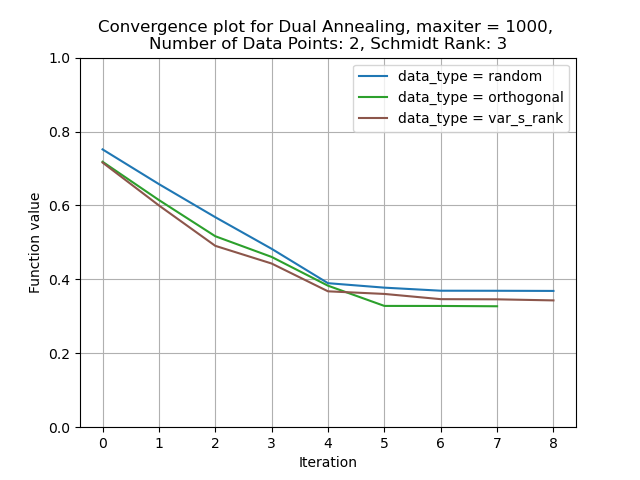 Convergence plot for Dual Annealing, maxiter = 1000,
Number of Data Points: 2, Schmidt Rank: 3
1.0
data_type = random
data_type = orthogonal
data_type = var_s_rank
0.8
0.6
Function value
0.4
0.2
0.0
0 1 2 3 4 5 6 7 8
Iteration